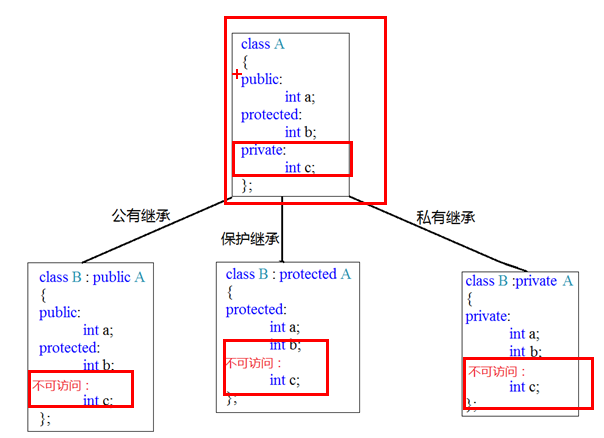 class A
{
public:
int a;
protected:
int b;
private:
int c;
};
公有继承
保护继承
私有继承
class B : public A
{
public:
int a;
protected:
int b;
不可访问：
int c;
};
class B : protected A
{
protected:
int a;
int b;
不可访问：
int c;
};
class B :private A
{
private:
int a;
int b;
不可访问：
int c;
};